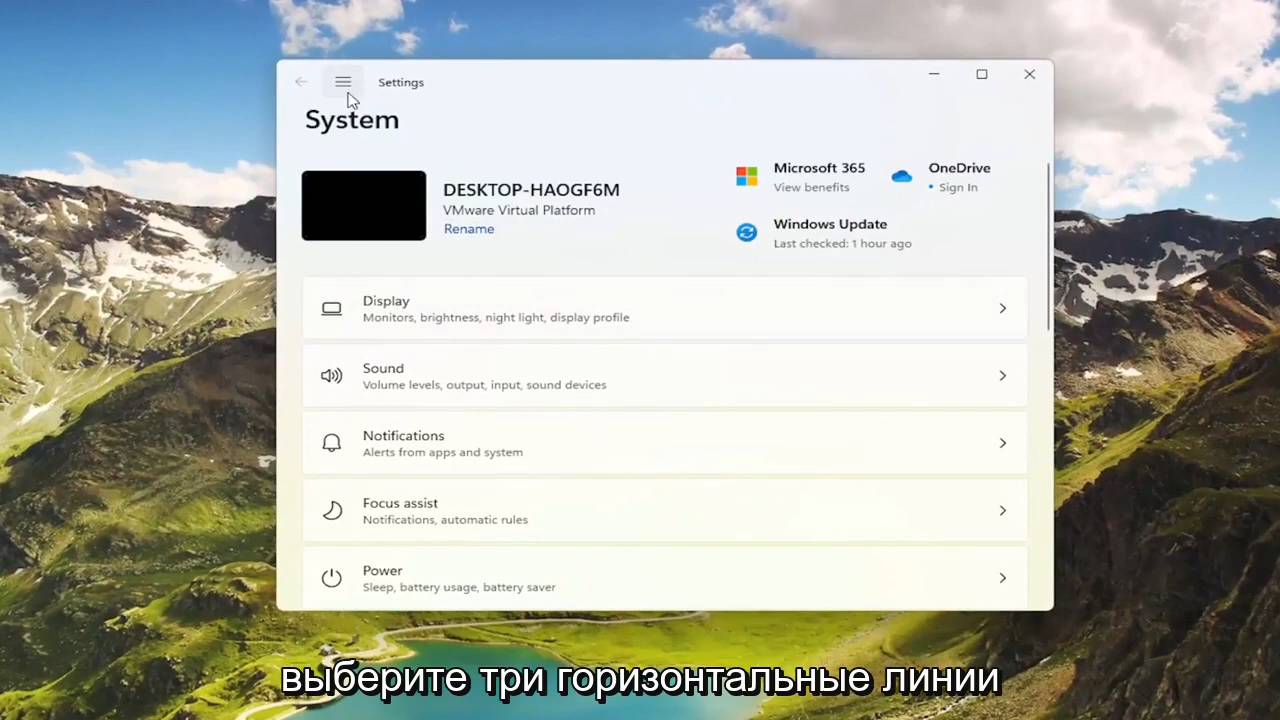 Settings
System
DESKTOP-HAOGF6M
VMware Virtual Platform
Rename
Microsoft 365
View benefits
OneDrive
• Sign In
Windows Update
Last checked: 1 hour ago
Display
Monitors, brightness, night light, display profile
Sound
Volume levels, output, input, sound devices
Notifications
Alerts from apps and system
Focus assist
Notifications, automatic rules
Power
Sleep, battery usage, battery saver
выберите три горизонтальные линии